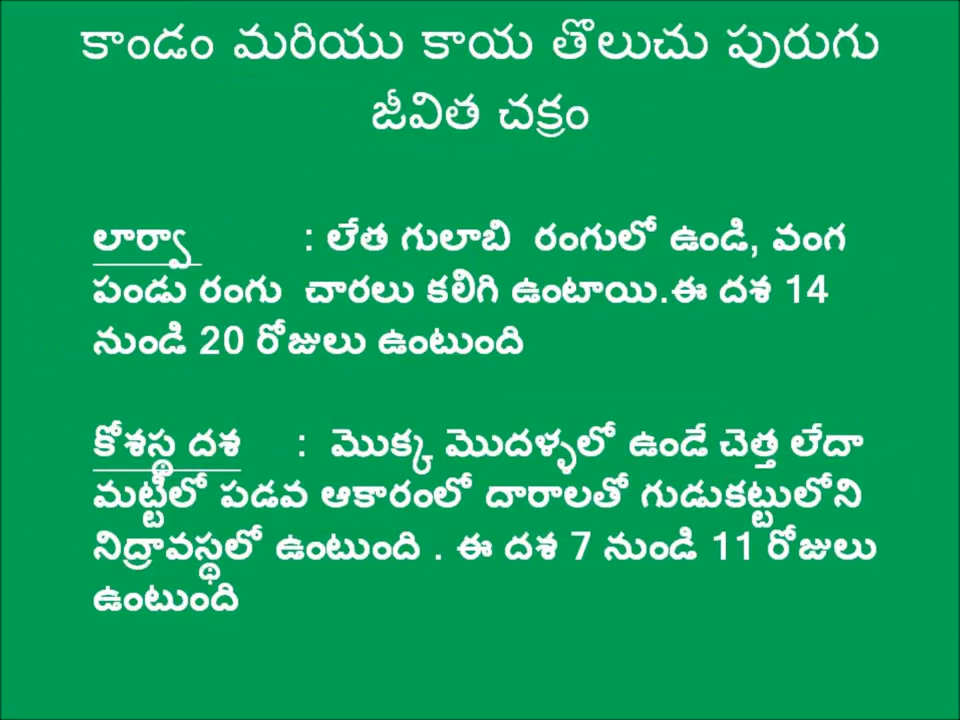 కాండం మరియు కాయ తొలుచు పురుగు
జీవిత చక్రం
లార్వా : లేత గులాబి రంగులో ఉండి, వంగ
పండు రంగు చారలు కలిగి ఉంటాయి.ఈ దశ 14
నుండి 20 రోజులు ఉంటుంది
కోశస్థ దశ : మొక్క మొదళ్ళలో ఉండే చెత్త లేదా
మట్టిలో పడవ ఆకారంలో దారాలతో గుడుకట్టులోని
నిద్రావస్థలో ఉంటుంది . ఈ దశ 7 నుండి 11 రోజులు
ఉంటుంది